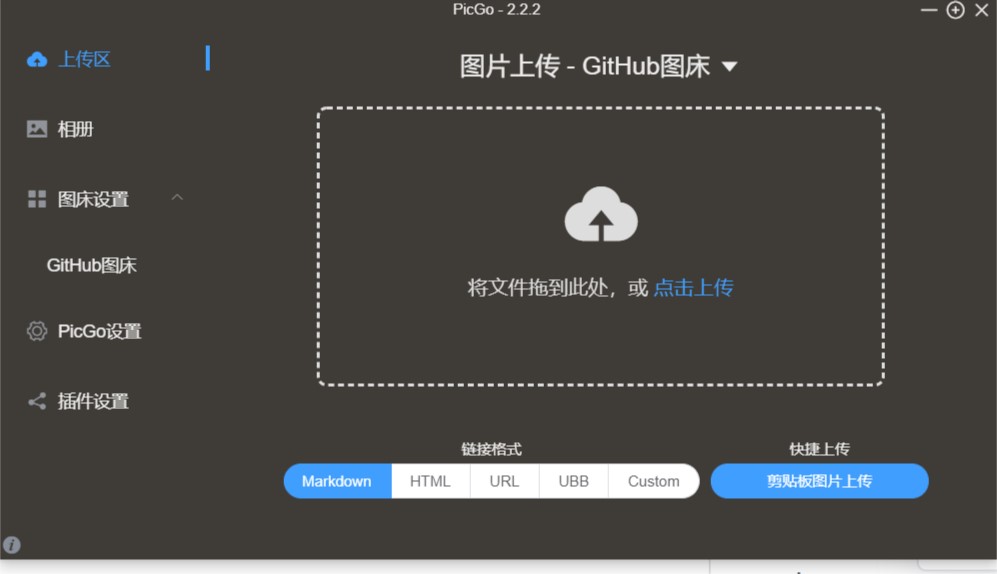 PicGo - 2.2.2
上传区
图片上传 - GitHub图床
相册
图床设置
GitHub图床
将文件拖到此处，或 点击上传
PicGo设置
插件设置
链接格式
快捷上传
Markdown HTML URL UBB Custom
剪贴板图片上传